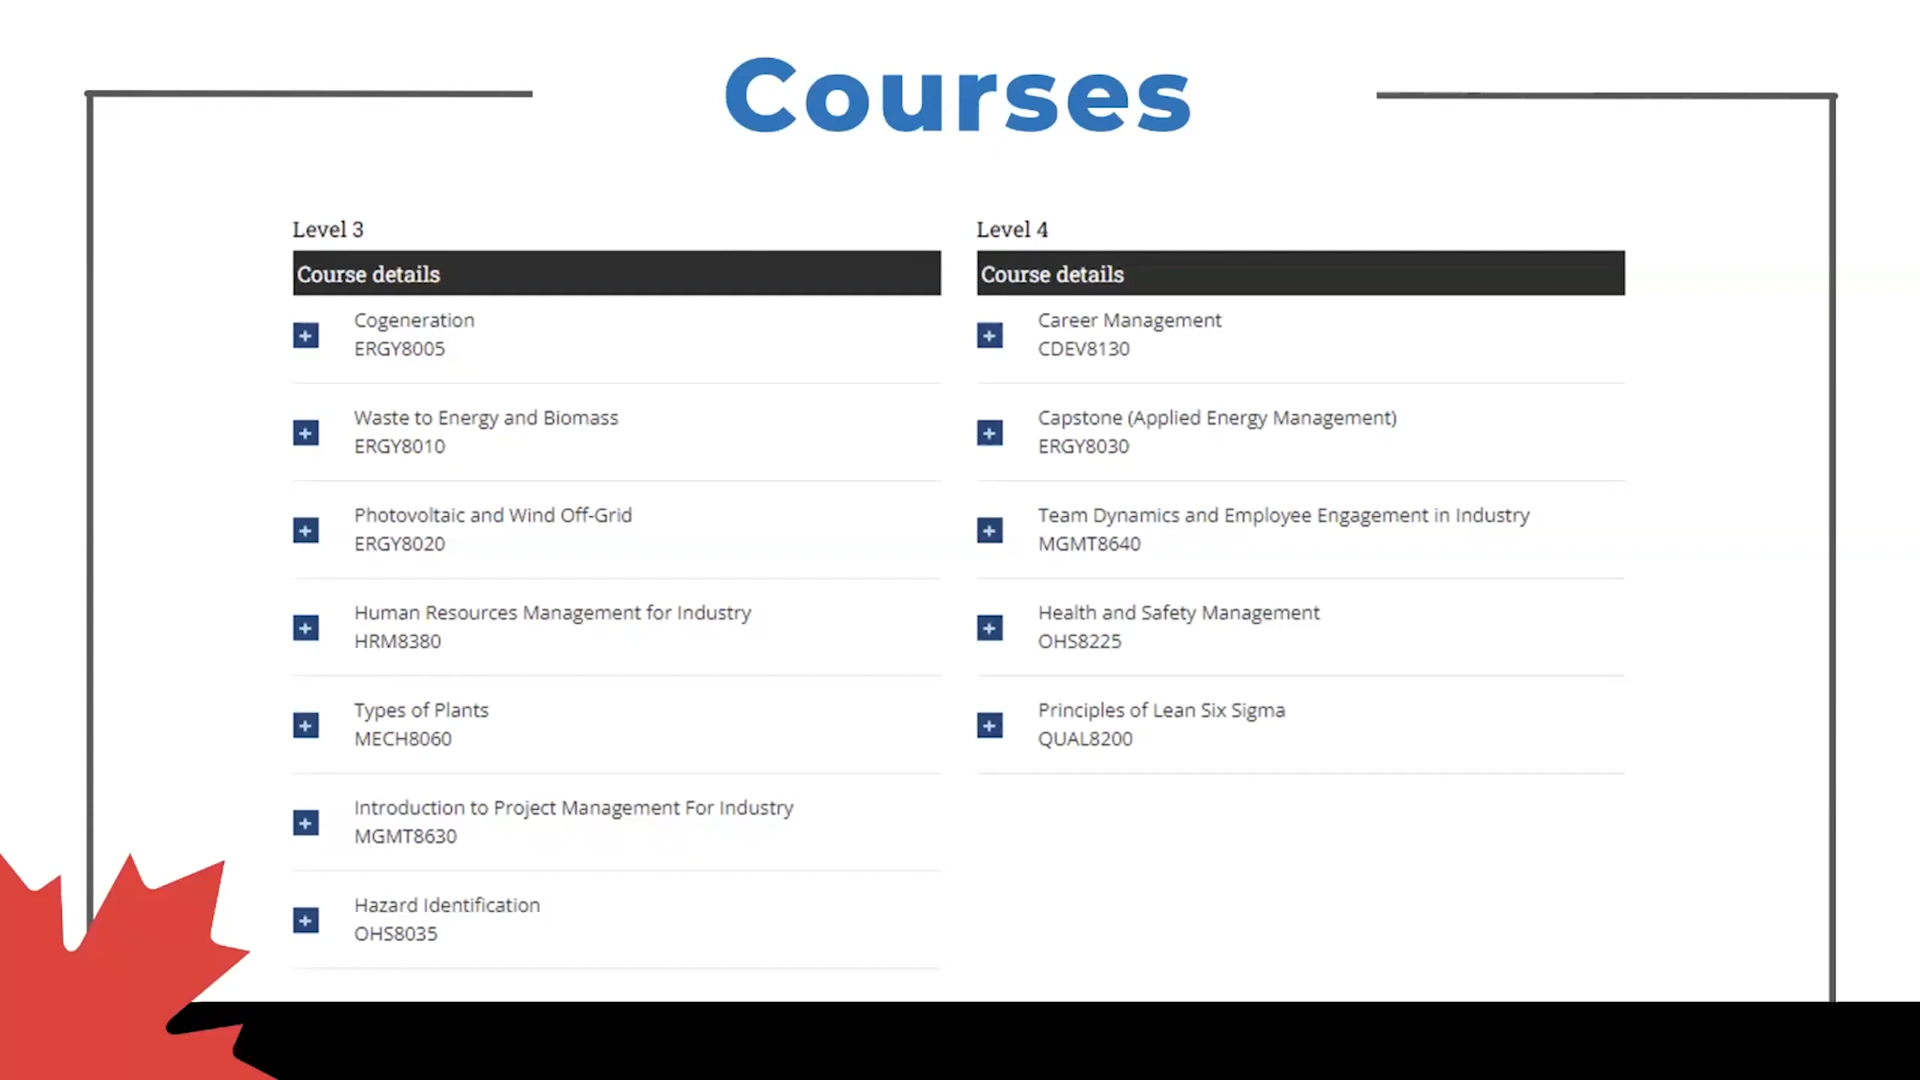 Courses
Level 3
Course details
Cogeneration
ERGY8005
Waste to Energy and Biomass
ERGY8010
Photovoltaic and Wind Off-Grid
ERGY8020
Human Resources Management for Industry
HRM8380
Types of Plants
MECH8060
Introduction to Project Management For Industry
MGMT8630
Hazard Identification
OHS8035
Level 4
Course details
Career Management
CDEV8130
Capstone (Applied Energy Management)
ERGY8030
Team Dynamics and Employee Engagement in Industry
MGMT8640
Health and Safety Management
OHS8225
Principles of Lean Six Sigma
QUAL8200